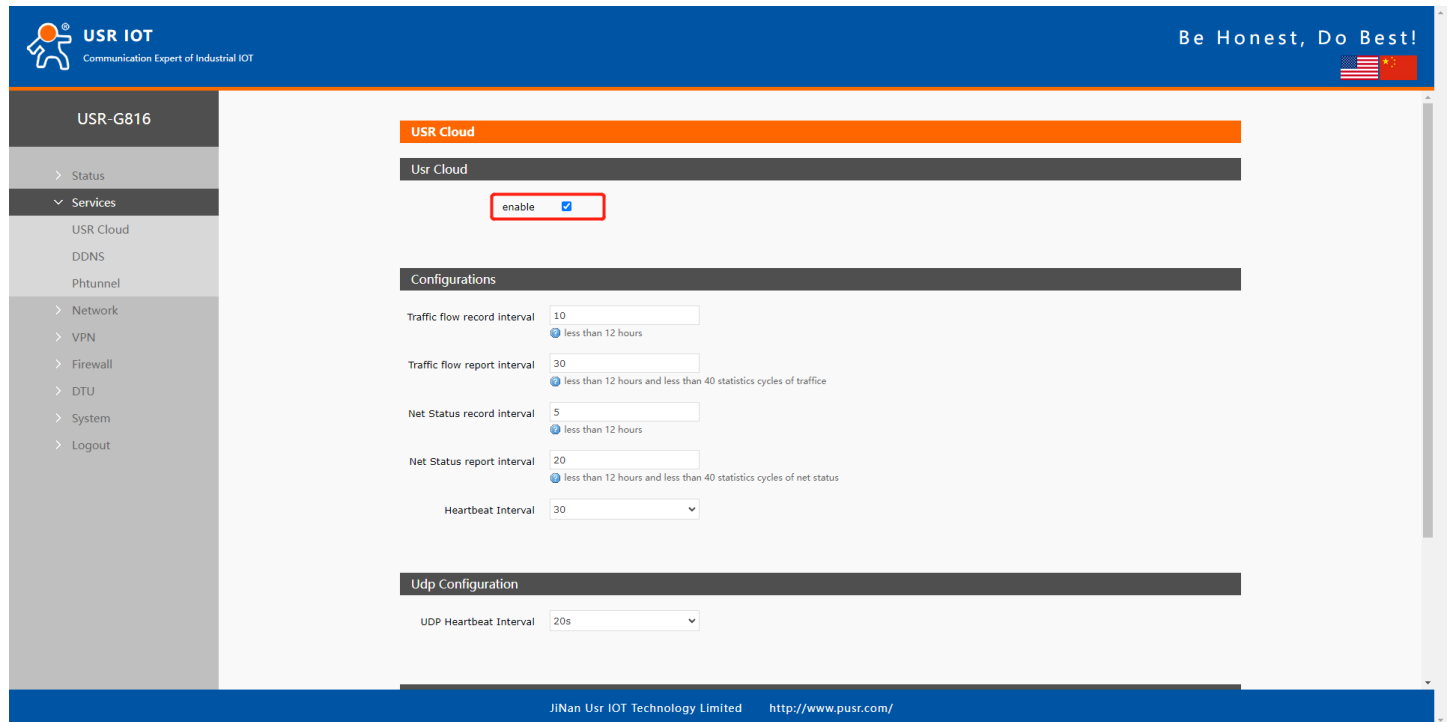 USR IOT
Communication Expert of Industrial IOT
Be Honest, Do Best!
USR-G816
Status
Services
USR Cloud
DDNS
Phtunnel
Network
VPN
Firewall
DTU
System
Logout
USR Cloud
Usr Cloud
enable
Configurations
Traffic flow record interval 10
less than 12 hours
Traffic flow report interval 30
less than 12 hours and less than 40 statistics cycles of traffice
Net Status record interval 5
less than 12 hours
Net Status report interval 20
less than 12 hours and less than 40 statistics cycles of net status
Heartbeat Interval 30
Udp Configuration
UDP Heartbeat Interval 20s
JiNan Usr IOT Technology Limited http://www.pusr.com/